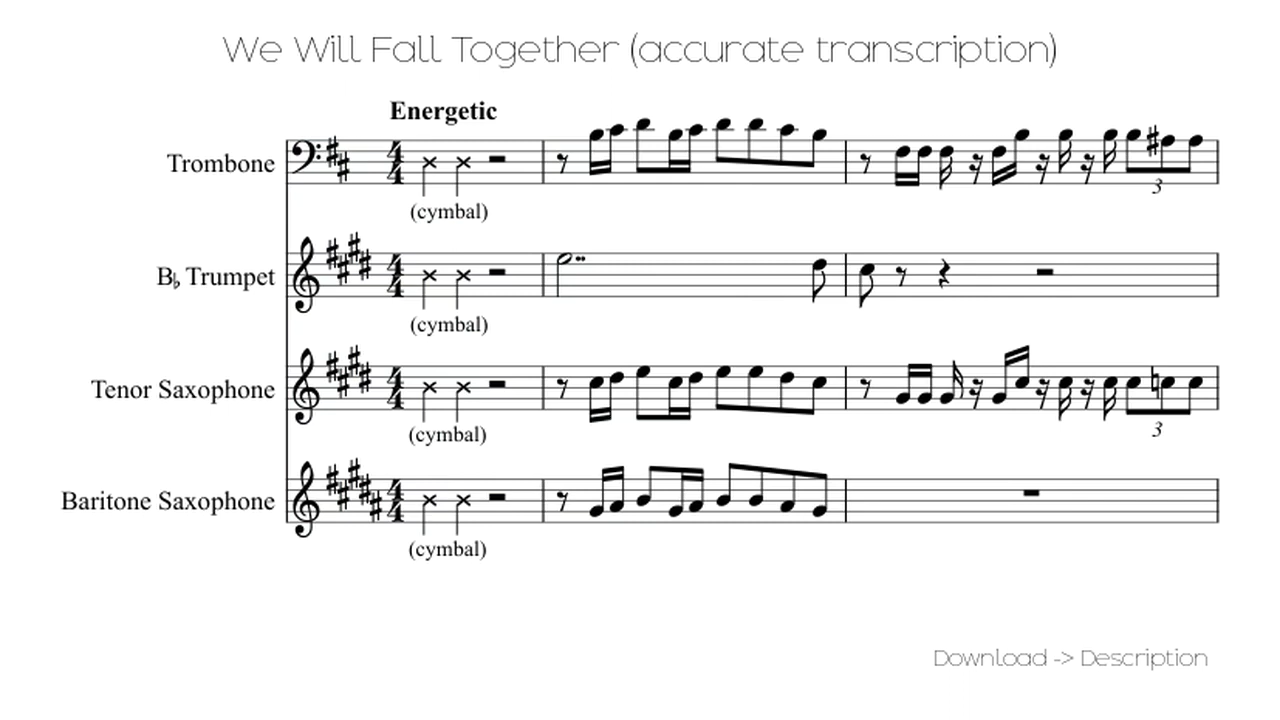 We Will Fall Together (accurate transcription)
Energetic
Trombone
(cymbal)
3
B♭ Trumpet
(cymbal)
Tenor Saxophone
(cymbal)
3
Baritone Saxophone
(cymbal)
Download -> Description